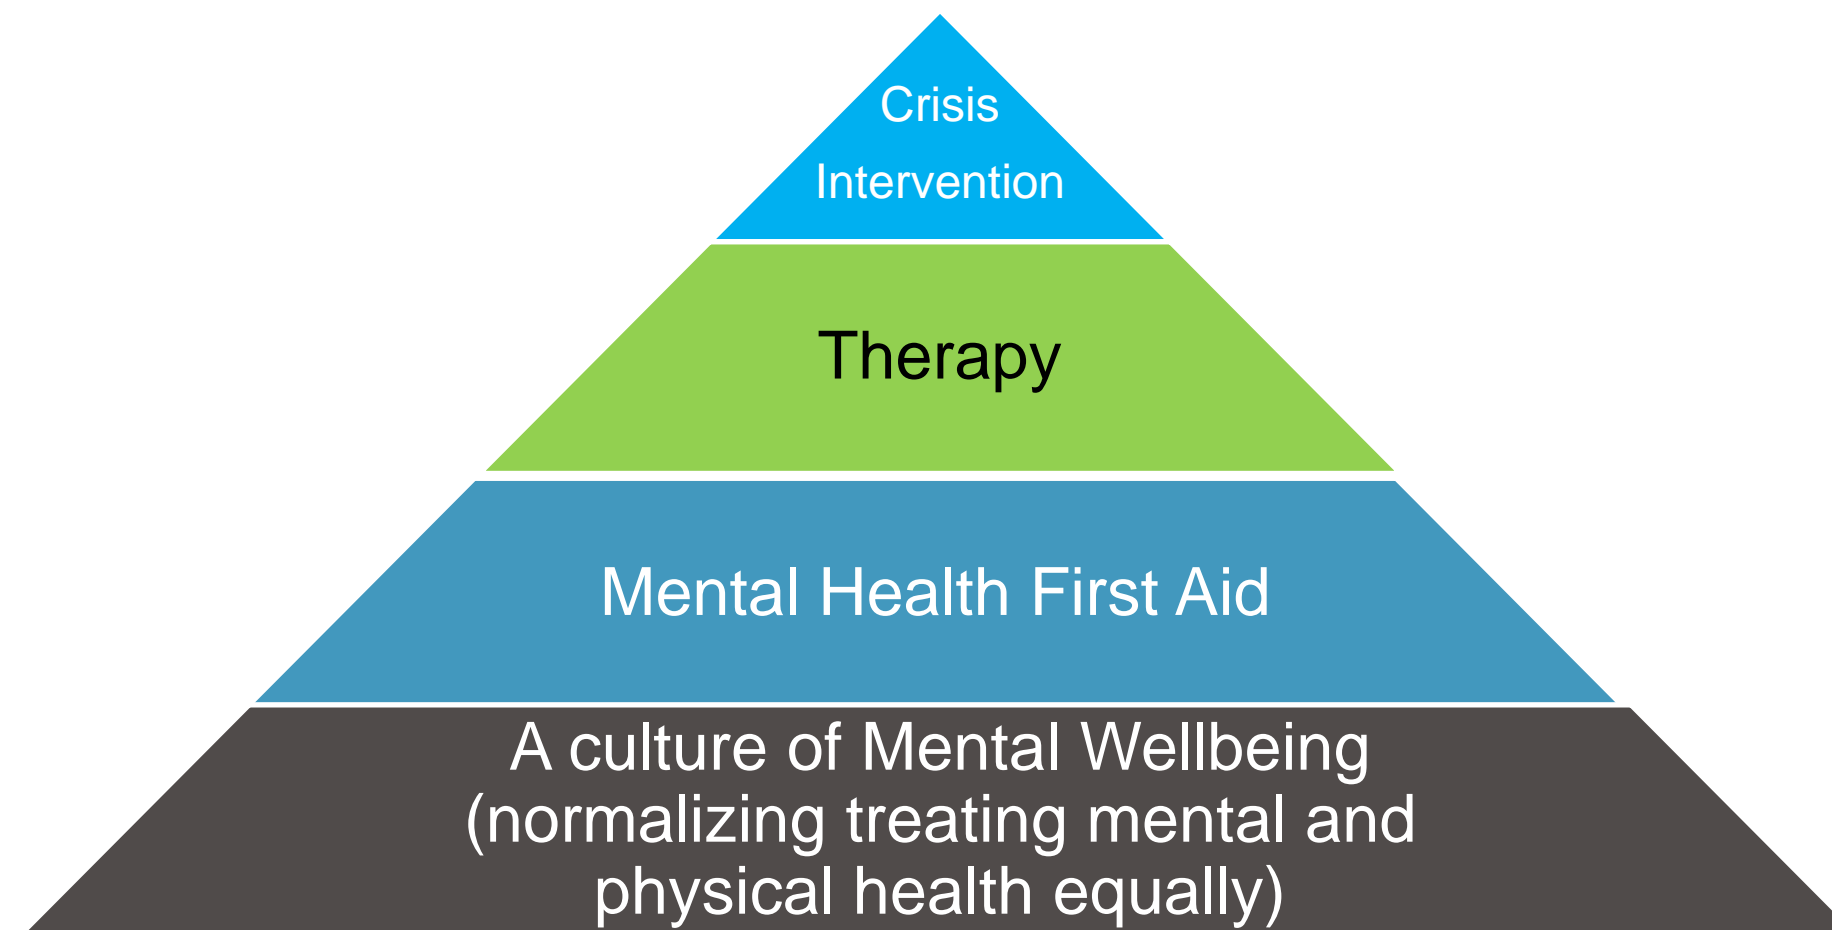 Crisis
Intervention
Therapy
Mental Health First Aid
A culture of Mental Wellbeing
(normalizing treating mental and
physical health equally)